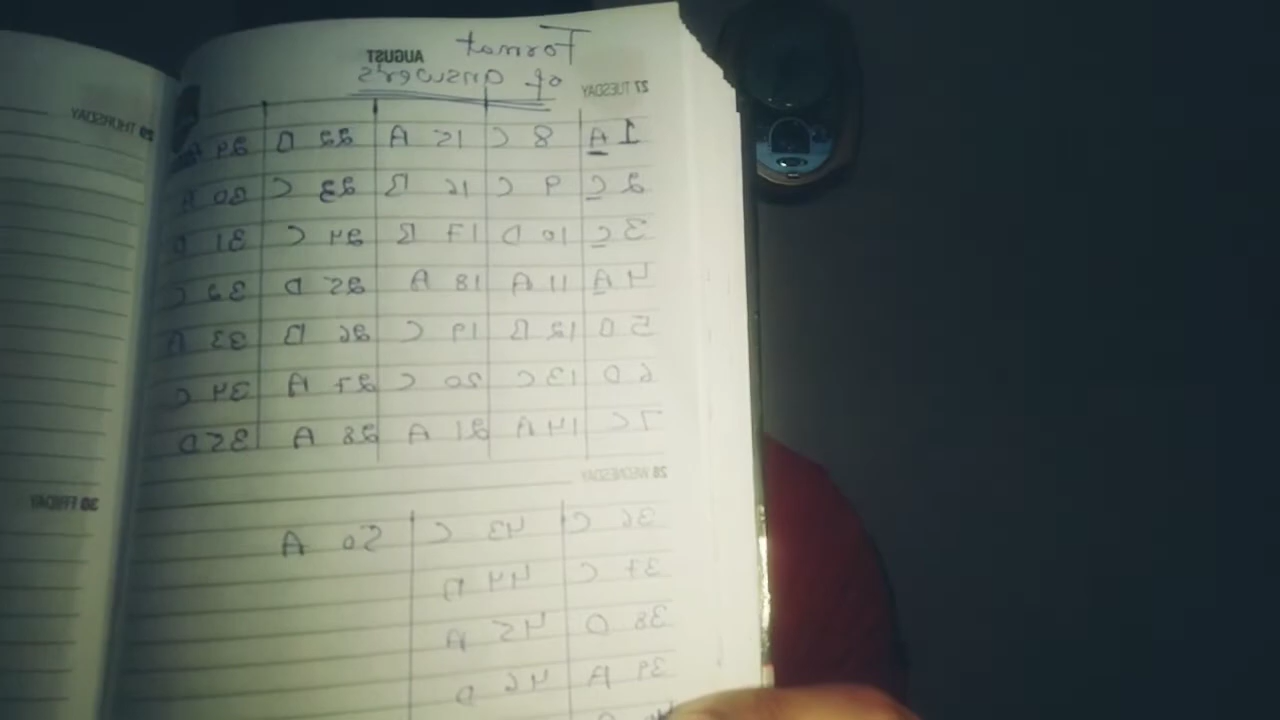 Format
AUGUST
of answers
27 TUESDAY
1 A 8 C 15 A 22 D 29
2 C 9 C 16 B 23 C 30
3 C 10 D 17 B 24 C 31 D
4 A 11 A 18 A 25 D 32 C
5 D 12 B 19 C 26 D 33 A
6 D 13 C 20 C 27 A 34 C
7 C 14 A 21 A 28 A 35 D
28 WEDNESDAY
36 C 43 C 50 A
37 C 44 D
38 D 45 A
39 A 46 D
29 THURSDAY
30 FRIDAY